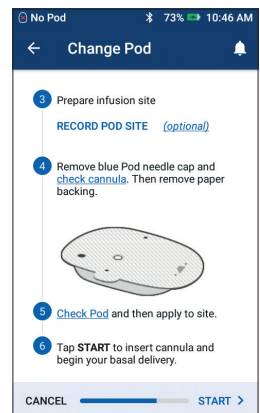 No Pod 73% 10:46 AM
Change Pod
3 Prepare infusion site
RECORD POD SITE (optional)
4 Remove blue Pod needle cap and
check cannula. Then remove paper
backing.
5 Check Pod and then apply to site.
6 Tap START to insert cannula and
begin your basal delivery.
CANCEL START